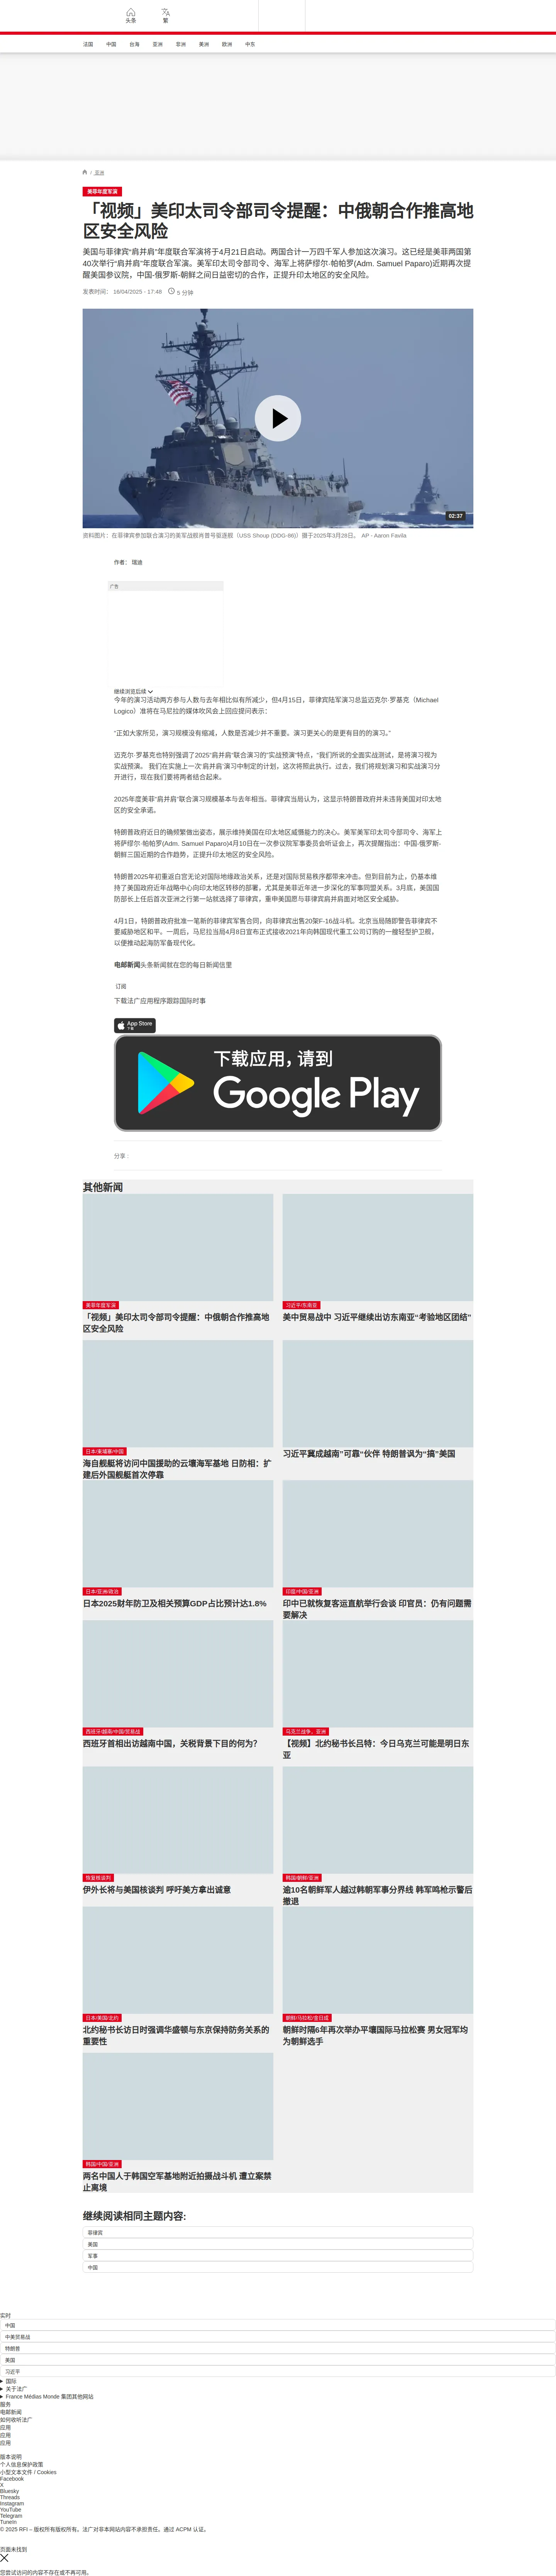 头条
繁
法国 中国 台海 亚洲 非洲 美洲 欧洲 中东
/ 亚洲
美菲年度军演
「视频」美印太司令部司令提醒：中俄朝合作推高地
区安全风险
美国与菲律宾“肩并肩”年度联合军演将于4月21日启动。两国合计一万四千军人参加这次演习。这已经是美菲两国第
40次举行“肩并肩”年度联合军演。美军印太司令部司令、海军上将萨缪尔·帕帕罗(Adm. Samuel Paparo)近期再次提
醒美国参议院，中国-俄罗斯-朝鲜之间日益密切的合作，正提升印太地区的安全风险。
发表时间： 16/04/2025 - 17:48 5 分钟
02:37
资料图片：在菲律宾参加联合演习的美军战舰肖普号驱逐舰（USS Shoup (DDG-86)）摄于2025年3月28日。 AP - Aaron Favila
作者： 瑞迪
广告
继续浏览后续
今年的演习活动两方参与人数与去年相比似有所减少，但4月15日，菲律宾陆军演习总监迈克尔·罗基克（Michael
Logico）准将在马尼拉的媒体吹风会上回应提问表示：
“正如大家所见，演习规模没有缩减，人数是否减少并不重要。演习更关心的是更有目的的演习。”
迈克尔·罗基克也特别强调了2025“肩并肩”联合演习的“实战预演”特点，“我们所说的全面实战测试，是将演习视为
实战预演。 我们在实施上一次‘肩并肩’演习中制定的计划，这次将照此执行。过去，我们将规划演习和实战演习分
开进行，现在我们要将两者结合起来。
2025年度美菲“肩并肩”联合演习规模基本与去年相当。菲律宾当局认为，这显示特朗普政府并未违背美国对印太地
区的安全承诺。
特朗普政府近日的确频繁做出姿态，展示维持美国在印太地区威慑能力的决心。美军美军印太司令部司令、海军上
将萨缪尔·帕帕罗(Adm. Samuel Paparo)4月10日在一次参议院军事委员会听证会上，再次提醒指出：中国-俄罗斯-
朝鲜三国近期的合作趋势，正提升印太地区的安全风险。
特朗普2025年初重返白宫无论对国际地缘政治关系，还是对国际贸易秩序都带来冲击。但到目前为止，仍基本维
持了美国政府近年战略中心向印太地区转移的部署，尤其是美菲近年进一步深化的军事同盟关系。3月底，美国国
防部长上任后首次亚洲之行第一站就选择了菲律宾，重申美国愿与菲律宾肩并肩面对地区安全威胁。
4月1日，特朗普政府批准一笔新的菲律宾军售合同，向菲律宾出售20架F-16战斗机。北京当局随即警告菲律宾不
要威胁地区和平。一周后，马尼拉当局4月8日宣布正式接收2021年向韩国现代重工公司订购的一艘轻型护卫舰，
以便推动起海防军备现代化。
电邮新闻头条新闻就在您的每日新闻信里
订阅
下载法广应用程序跟踪国际时事
App Store
下载
下载应用，请到
Google Play
分享 :
其他新闻
美菲年度军演
「视频」美印太司令部司令提醒：中俄朝合作推高地
区安全风险
习近平/东南亚
美中贸易战中 习近平继续出访东南亚“考验地区团结”
日本/柬埔寨/中国
海自舰艇将访问中国援助的云壤海军基地 日防相：扩
建后外国舰艇首次停靠
习近平冀成越南“可靠”伙伴 特朗普讽为“搞”美国
日本/亚洲/政治
日本2025财年防卫及相关预算GDP占比预计达1.8%
印度/中国/亚洲
印中已就恢复客运直航举行会谈 印官员：仍有问题需
要解决
西班牙/越南/中国/贸易战
西班牙首相出访越南中国，关税背景下目的何为？
乌克兰战争、亚洲
【视频】北约秘书长吕特：今日乌克兰可能是明日东
亚
恢复核谈判
伊外长将与美国核谈判 呼吁美方拿出诚意
韩国/朝鲜/亚洲
逾10名朝鲜军人越过韩朝军事分界线 韩军鸣枪示警后
撤退
日本/美国/北约
北约秘书长访日时强调华盛顿与东京保持防务关系的
重要性
朝鲜/马拉松/金日成
朝鲜时隔6年再次举办平壤国际马拉松赛 男女冠军均
为朝鲜选手
韩国/中国/亚洲
两名中国人于韩国空军基地附近拍摄战斗机 遭立案禁
止离境
继续阅读相同主题内容:
菲律宾
美国
军事
中国
实时
中国
中美贸易战
特朗普
美国
习近平
国际
关于法广
France Médias Monde 集团其他网站
服务
电邮新闻
如何收听法广
应用
应用
应用
版本说明
个人信息保护政策
小型文本文件 / Cookies
Facebook
X
Bluesky
Threads
Instagram
YouTube
Telegram
TuneIn
© 2025 RFI – 版权所有版权所有。法广对非本网站内容不承担责任。通过 ACPM 认证。
页面未找到
您尝试访问的内容不存在或不再可用。